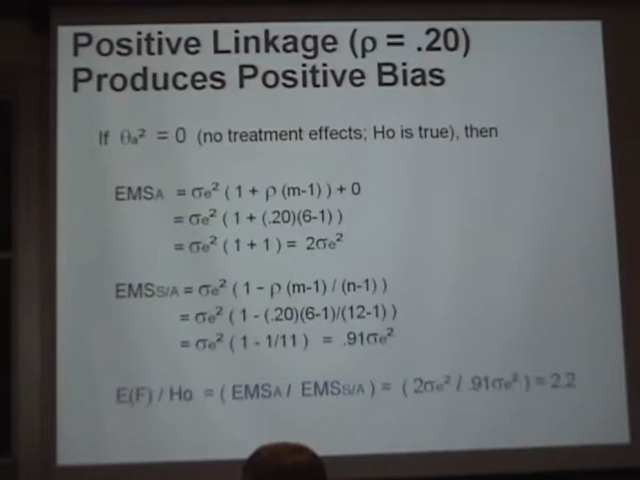 Positive Linkage (ρ = .20)
Produces Positive Bias
If θₐ² = 0 (no treatment effects; Ho is true), then
EMSA = σe² ( 1 + ρ (m-1) ) + 0
= σe² ( 1 + (.20)(6-1) )
= σe² ( 1 + 1 ) = 2σe²
EMSS/A = σe² ( 1 - ρ (m-1) / (n-1) )
= σe² ( 1 - (.20)(6-1)/(12-1) )
= σe² ( 1 - 1/11 ) = .91σe²
E(F) / Ho = ( EMSA / EMSS/A ) = ( 2σe² / .91σe² ) = 2.2